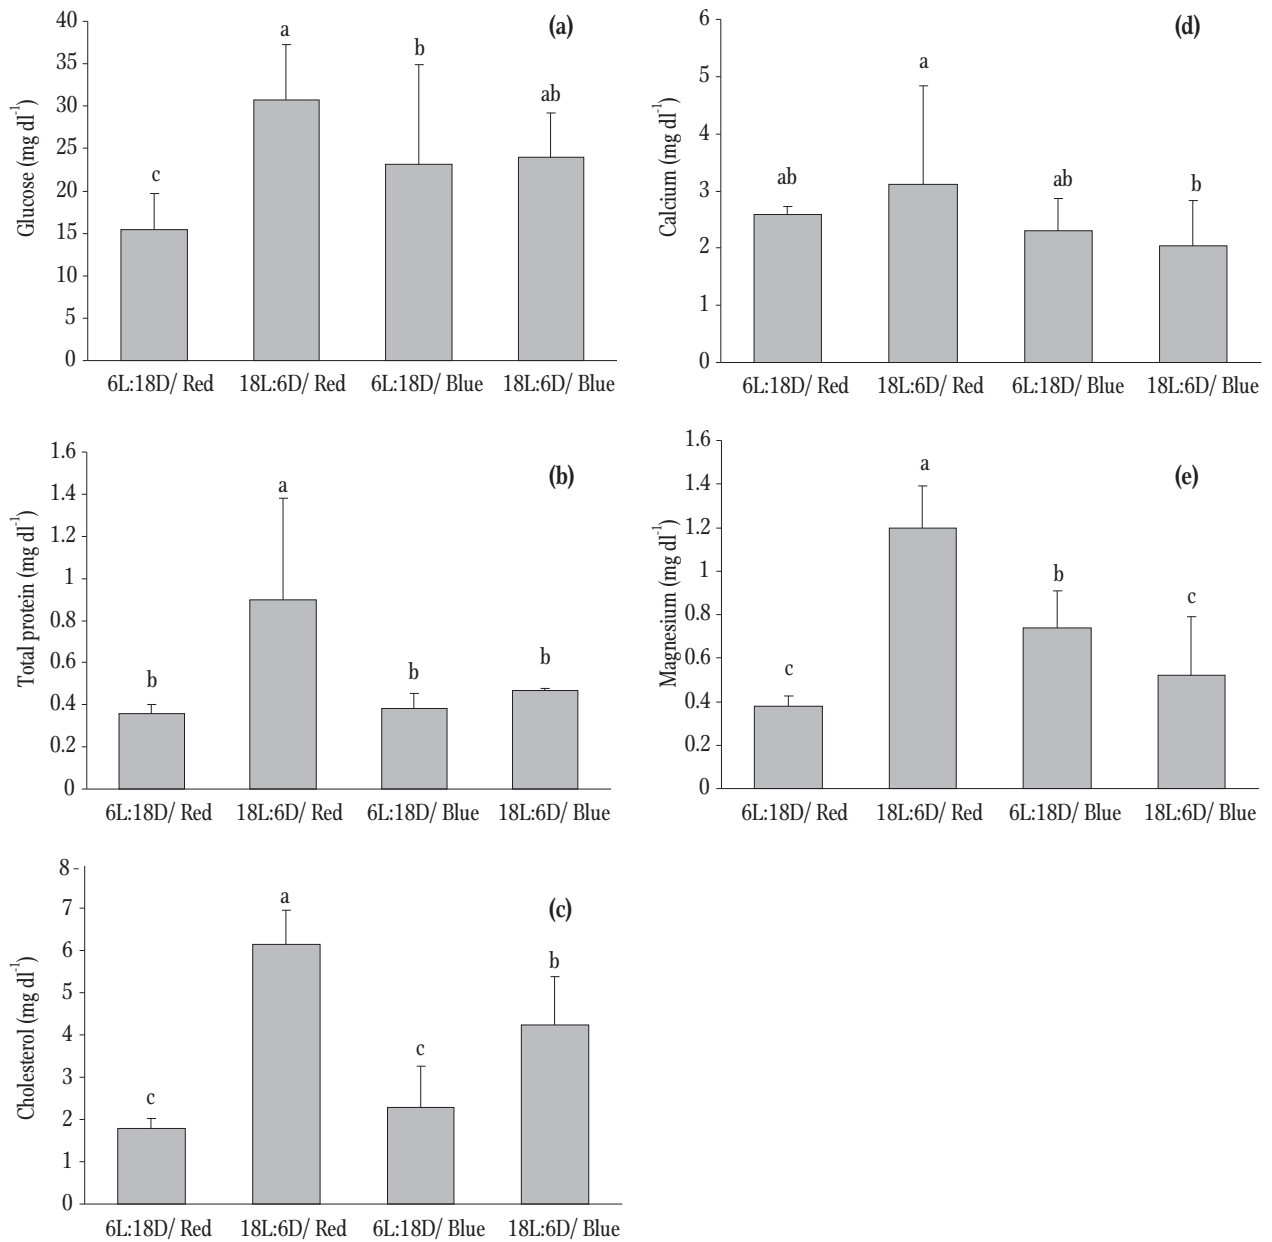 (a)
Glucose (mg dl-1)
40
35
30
25
20
15
10
5
0
c
a
b
ab
6L:18D/ Red 18L:6D/ Red 6L:18D/ Blue 18L:6D/ Blue
(d)
Calcium (mg dl-1)
6
5
4
3
2
1
0
ab
a
ab
b
6L:18D/ Red 18L:6D/ Red 6L:18D/ Blue 18L:6D/ Blue
(b)
Total protein (mg dl-1)
1.6
1.4
1.2
1
0.8
0.6
0.4
0.2
0
b
a
b
b
6L:18D/ Red 18L:6D/ Red 6L:18D/ Blue 18L:6D/ Blue
(e)
Magnesium (mg dl-1)
1.6
1.4
1.2
1
0.8
0.6
0.4
0.2
0
c
a
b
c
6L:18D/ Red 18L:6D/ Red 6L:18D/ Blue 18L:6D/ Blue
(c)
Cholesterol (mg dl-1)
8
7
6
5
4
3
2
1
0
c
a
c
b
6L:18D/ Red 18L:6D/ Red 6L:18D/ Blue 18L:6D/ Blue